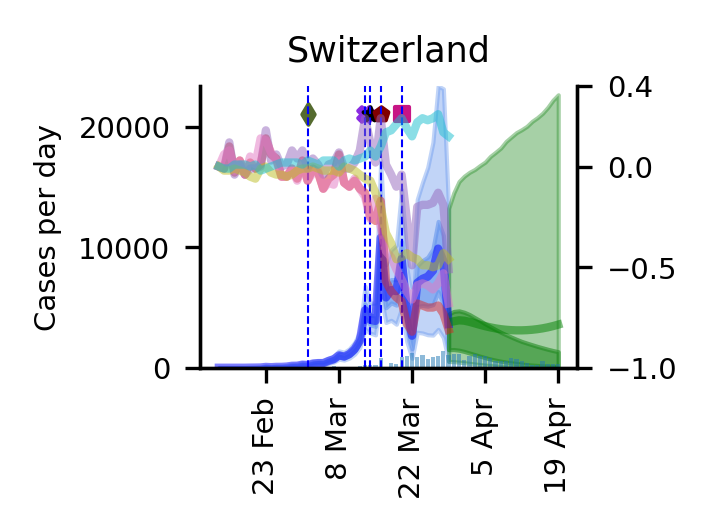 Switzerland
Cases per day
20000
10000
0
0.4
0.0
−0.5
−1.0
23 Feb
8 Mar
22 Mar
5 Apr
19 Apr